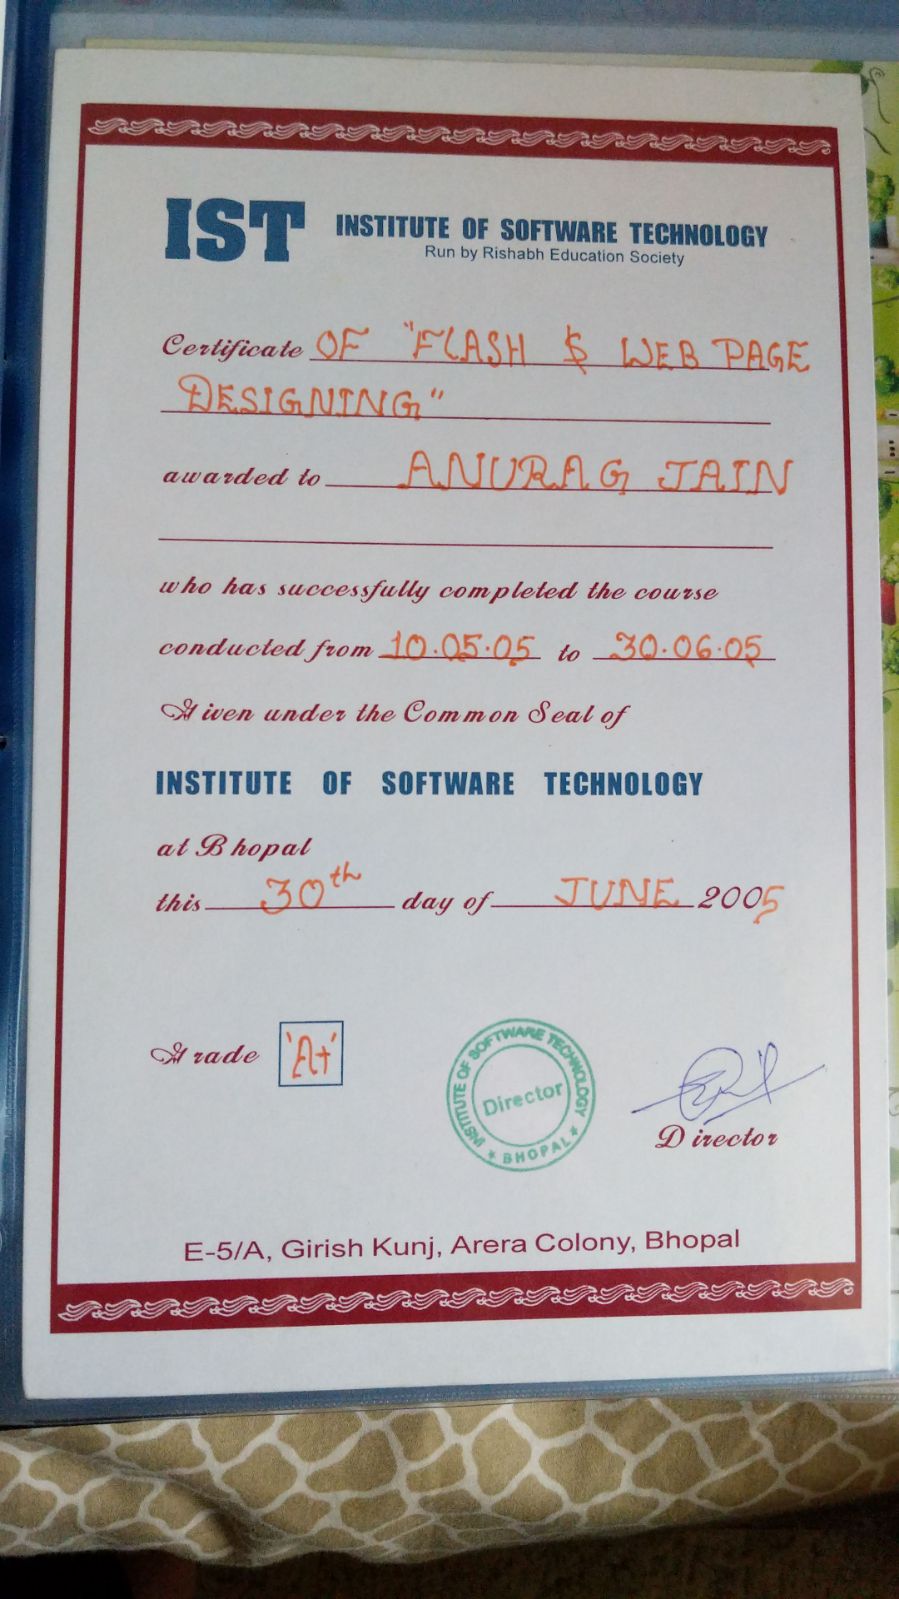 IST INSTITUTE OF SOFTWARE TECHNOLOGY
Run by Rishabh Education Society
Certificate OF "FLASH & WEB PAGE
DESIGNING"
awarded to ANURAG JAIN
who has successfully completed the course
conducted from 10.05.05 to 30.06.05
Given under the Common Seal of
INSTITUTE OF SOFTWARE TECHNOLOGY
at Bhopal
this 30th day of JUNE 2005
Grade 'A+'
INSTITUTE OF SOFTWARE TECHNOLOGY
Director
* BHOPAL *
Director
E-5/A, Girish Kunj, Arera Colony, Bhopal